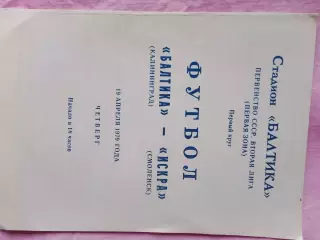 Стадион «БАЛТИКА»
ПЕРВЕНСТВО СССР. ВТОРАЯ ЛИГА
(ПЕРВАЯ ЗОНА)
Первый круг
ФУТБОЛ
«БАЛТИКА» — «ИСКРА»
(КАЛИНИНГРАД) (СМОЛЕНСК)
19 АПРЕЛЯ 1979 ГОДА
ЧЕТВЕРГ
Начало в 18 часов